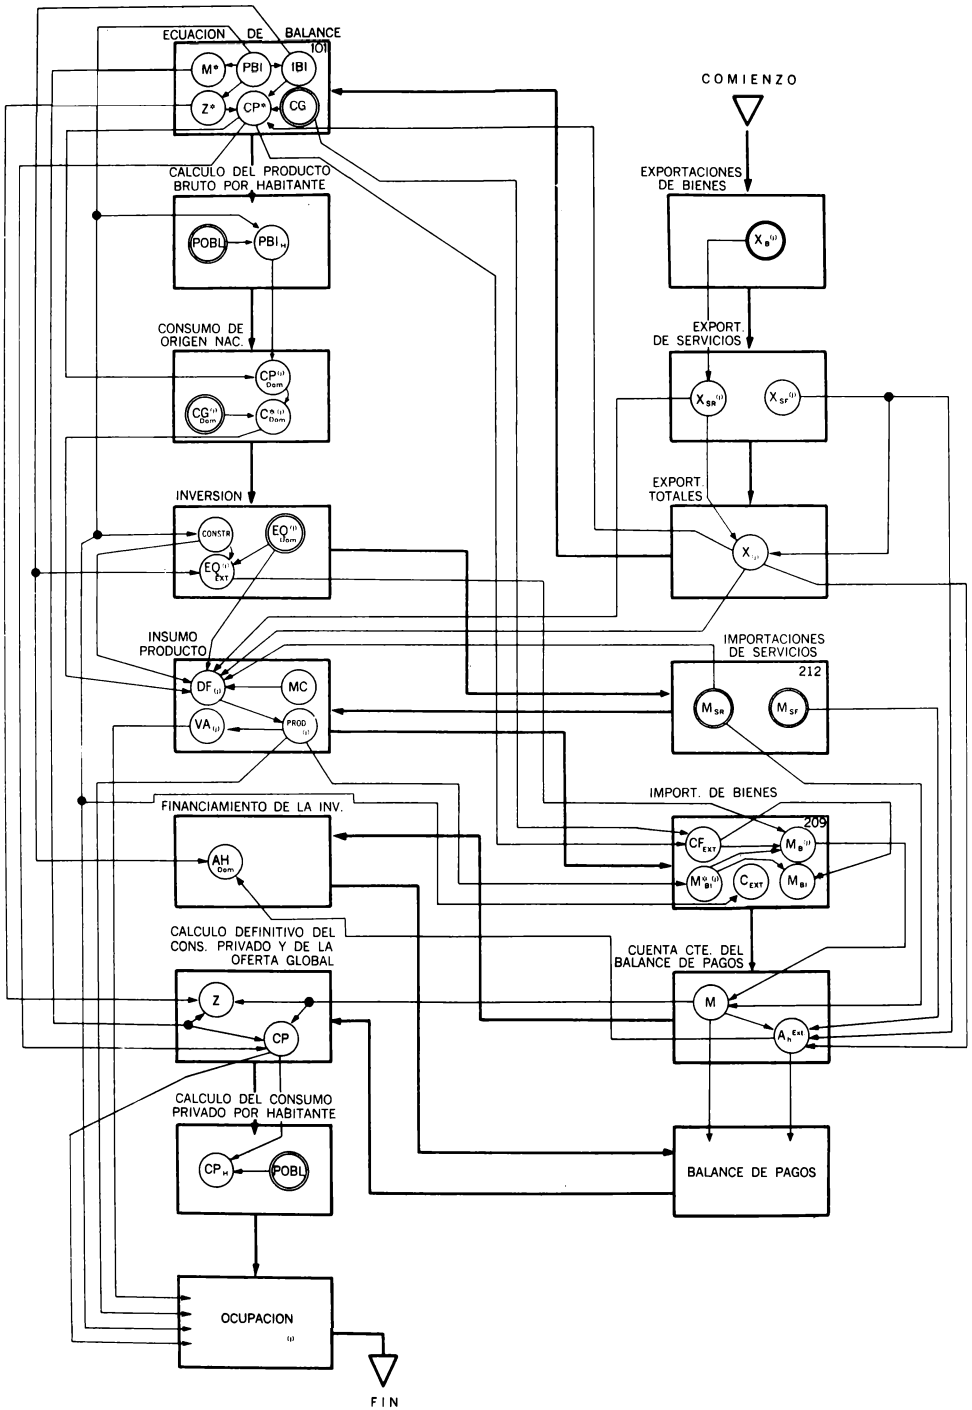 ECUACION DE BALANCE
101
M* PBI IBI
Z* CP* CG
COMIENZO
CALCULO DEL PRODUCTO
BRUTO POR HABITANTE
POBL PBI H
EXPORTACIONES
DE BIENES
X B (j)
CONSUMO DE
ORIGEN NAC.
CP (j) Dom
CG (j) Dom
C (j) Dom
EXPORT.
DE SERVICIOS
X SR (j)
X SF (j)
INVERSION
CONSTR
EQ (j) Dom
EQ (j) EXT
EXPORT.
TOTALES
X (j)
INSUMO
PRODUCTO
DF (j) MC
VA (j) PROD (j)
IMPORTACIONES
DE SERVICIOS
212
M SR M SF
FINANCIAMIENTO DE LA INV.
AH Dom
IMPORT. DE BIENES
209
CF EXT M B (j)
M* (j) BI C EXT M BI
CALCULO DEFINITIVO DEL
CONS. PRIVADO Y DE LA
OFERTA GLOBAL
Z
CP
CUENTA CTE. DEL
BALANCE DE PAGOS
M
A h Ext
CALCULO DEL CONSUMO
PRIVADO POR HABITANTE
CP H POBL
BALANCE DE PAGOS
OCUPACION
(j)
FIN